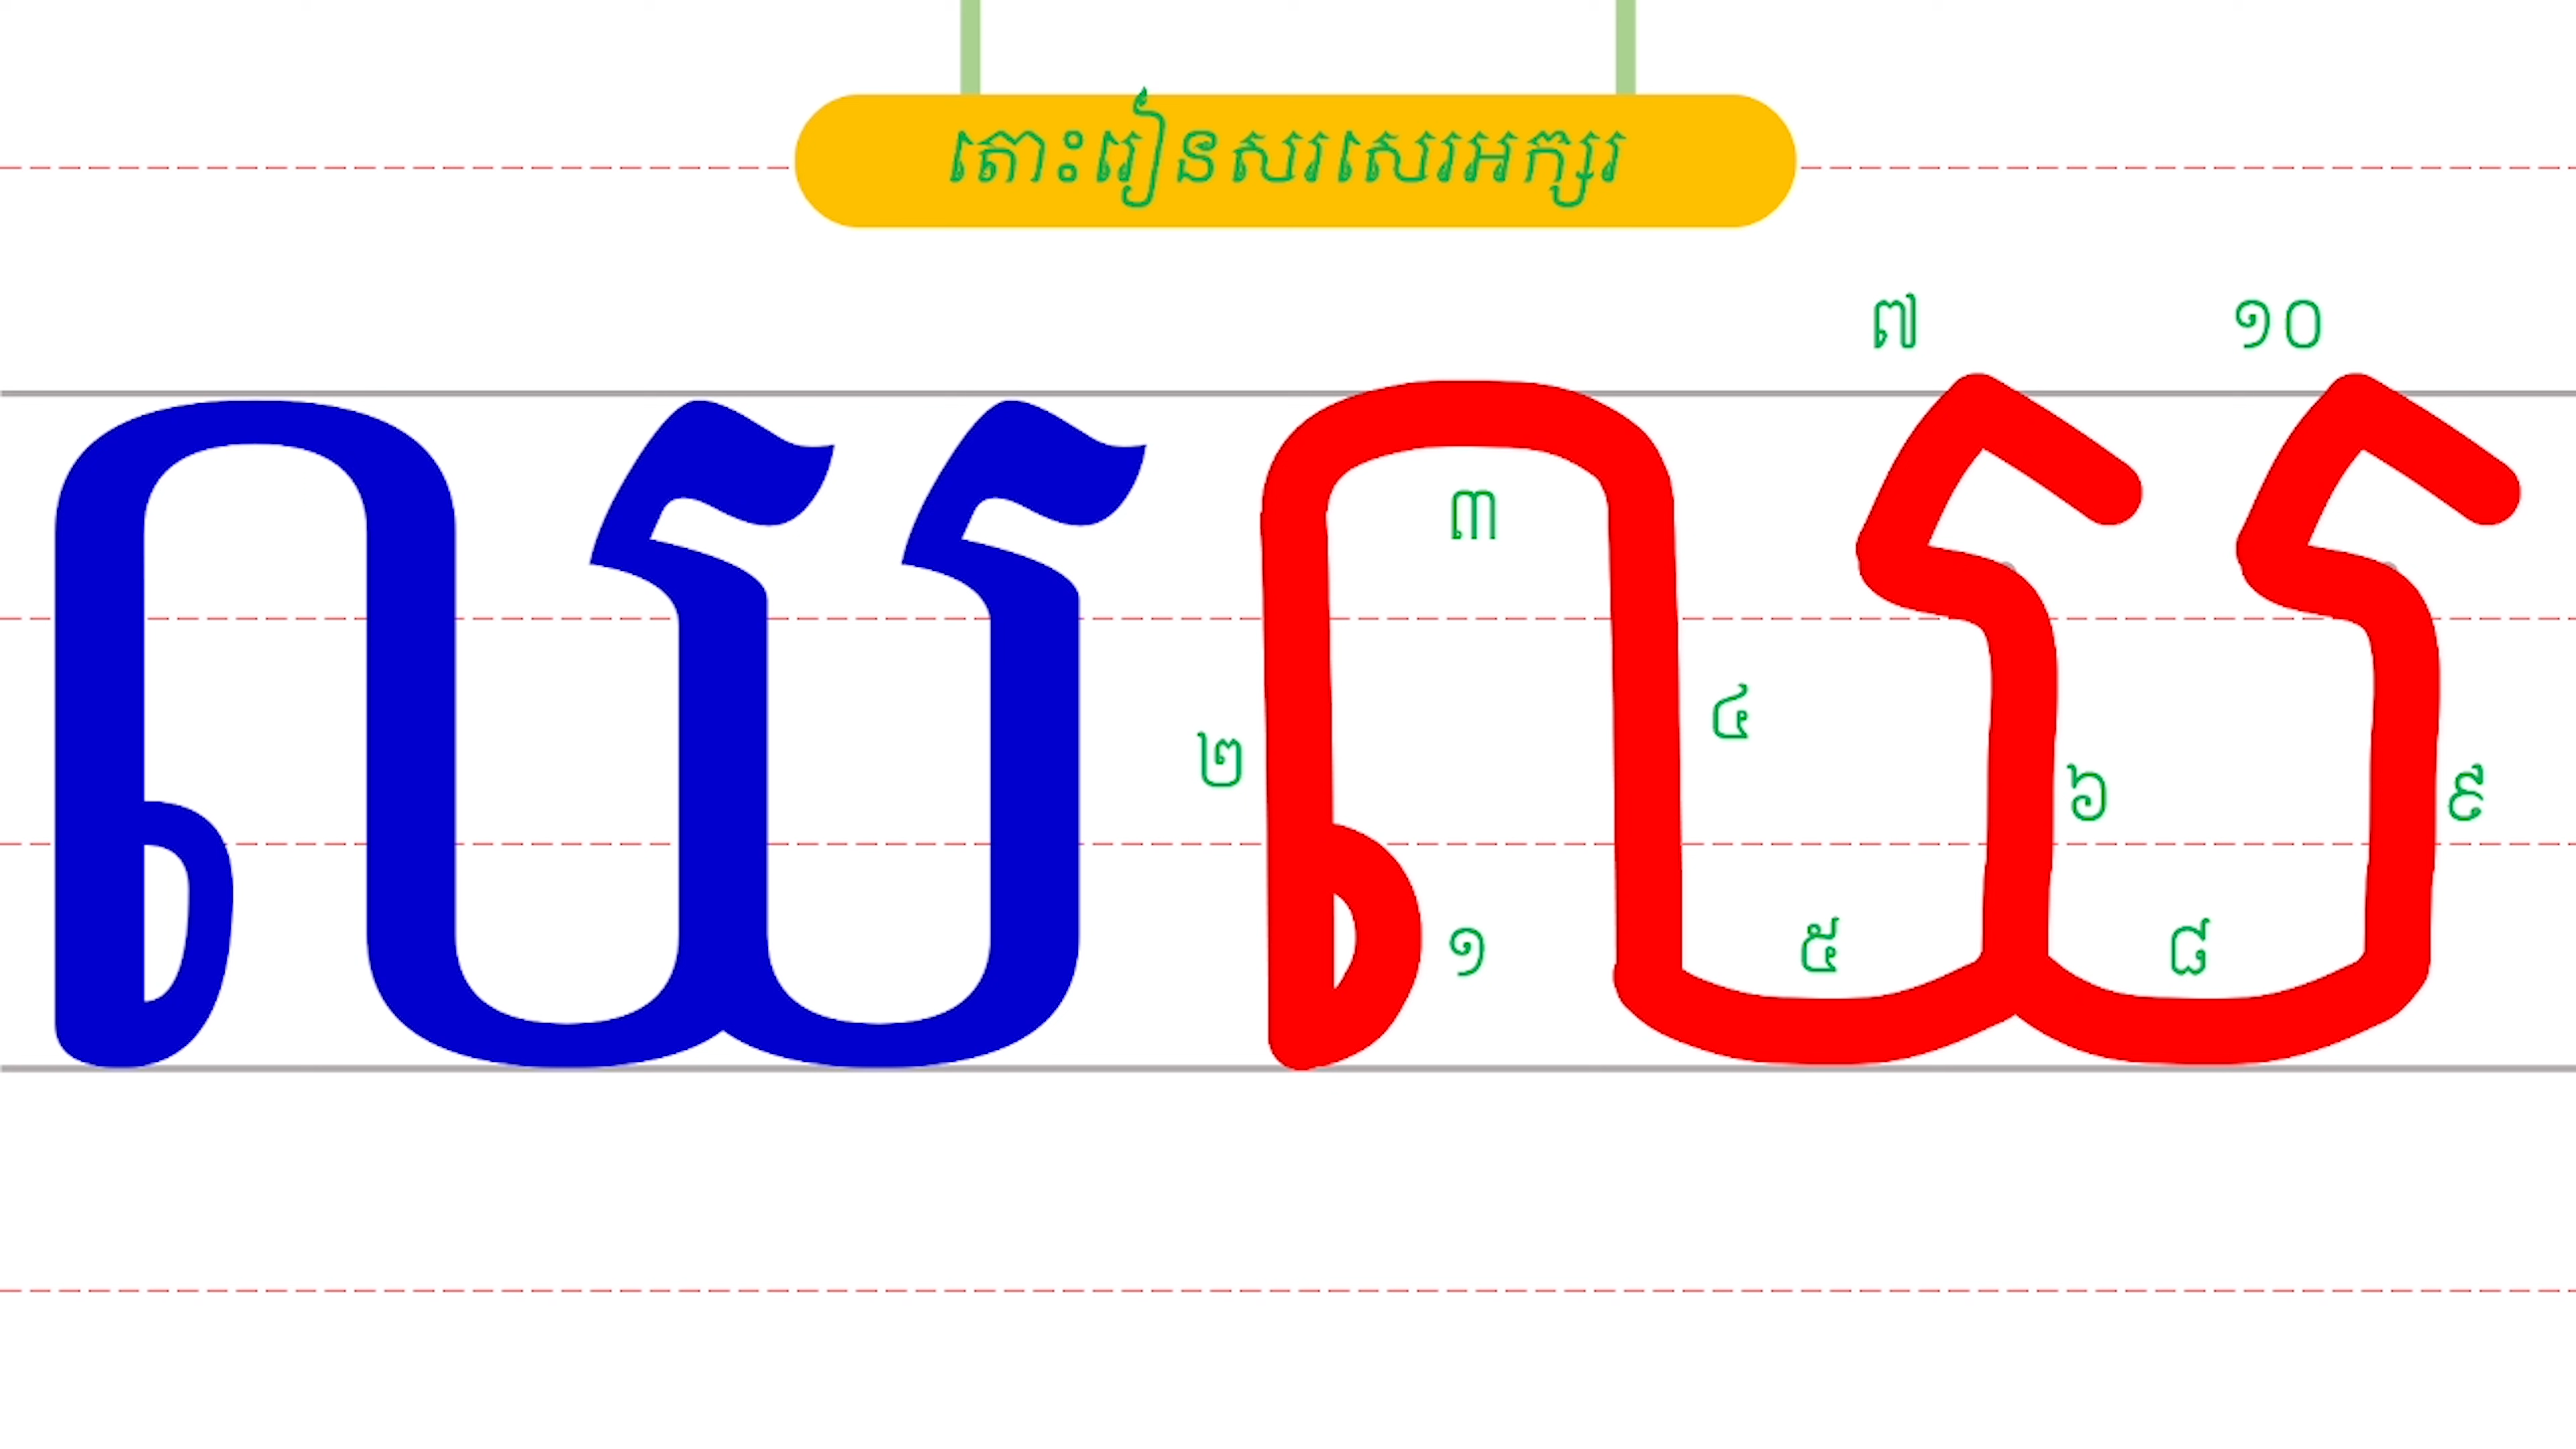 តោះរៀនសរសេរអក្សរ
៧ ១០
ឈ ឈ
៣
៤
២ ៦ ៩
១ ៥ ៨